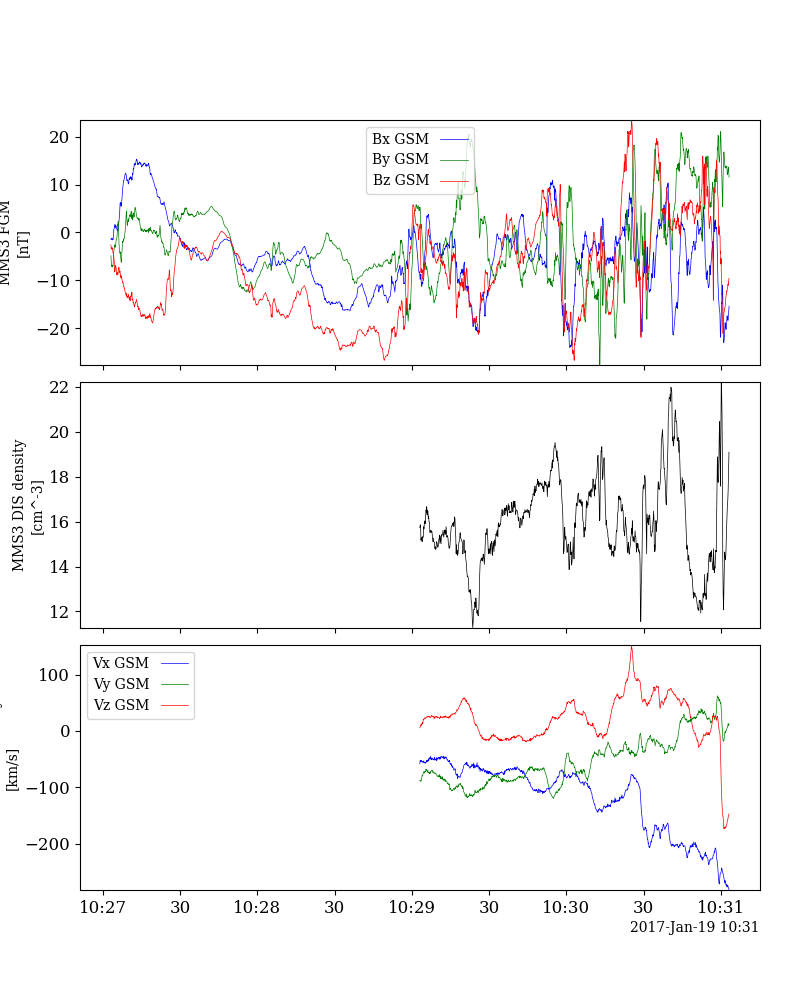 20
10
0
−10
−20
MMS3 FGM
[nT]
Bx GSM
By GSM
Bz GSM
22
20
18
16
14
12
MMS3 DIS density
[cm^-3]
100
0
−100
−200
[km/s]
Vx GSM
Vy GSM
Vz GSM
10:27 30 10:28 30 10:29 30 10:30 30 10:31
2017-Jan-19 10:31